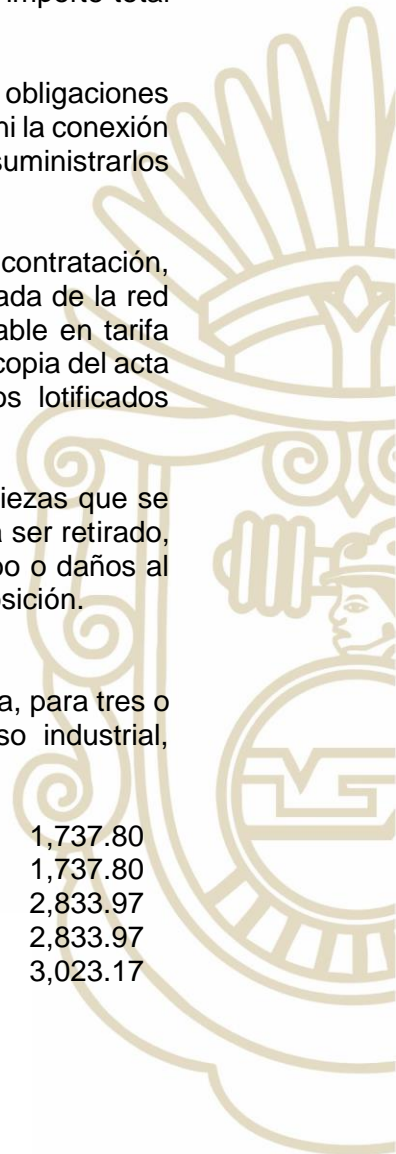 importe total
obligaciones
ni la conexión
suministrarlos
contratación,
ada de la red
able en tarifa
copia del acta
os lotificados
iezas que se
a ser retirado,
oo o daños al
osición.
a, para tres o
so industrial,
1,737.80
1,737.80
2,833.97
2,833.97
3,023.17